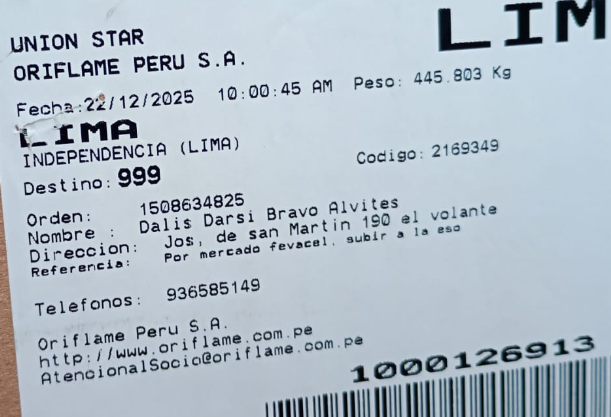 UNION STAR
LIM
ORIFLAME PERU S.A.
Fecha:22/12/2025 10:00:45 AM Peso: 445.803 Kg
LIMA
INDEPENDENCIA (LIMA)
Codigo: 2169349
Destino: 999
Orden: 1508634825
Nombre : Dalis Darsi Bravo Alvites
Direccion: Jos, de san Martin 190 el volante
Referencia: Por mercado fevacel, subir a la eso
Telefonos: 936585149
Oriflame Peru S.A.
http://www.oriflame.com.pe
AtencionalSocio@oriflame.com.pe
1000126913